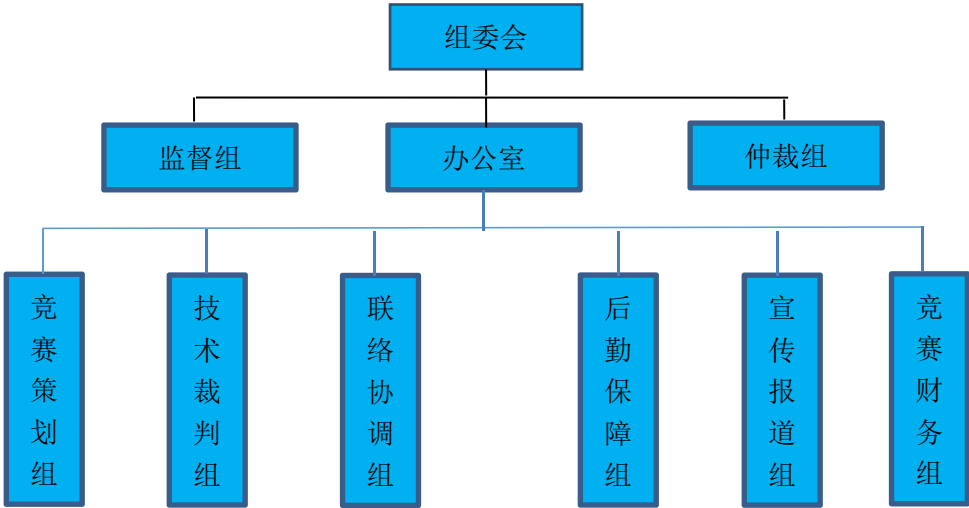 组委会
监督组
办公室
仲裁组
竞赛策划组
技术裁判组
联络协调组
后勤保障组
宣传报道组
竞赛财务组